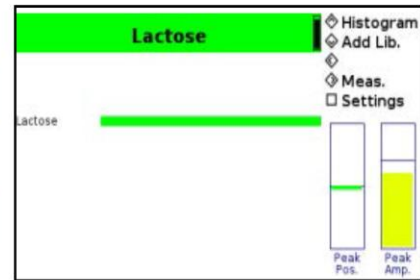 Lactose
Histogram
Add Lib.
Meas.
Settings
Lactose
Peak Pos.
Peak Amp.